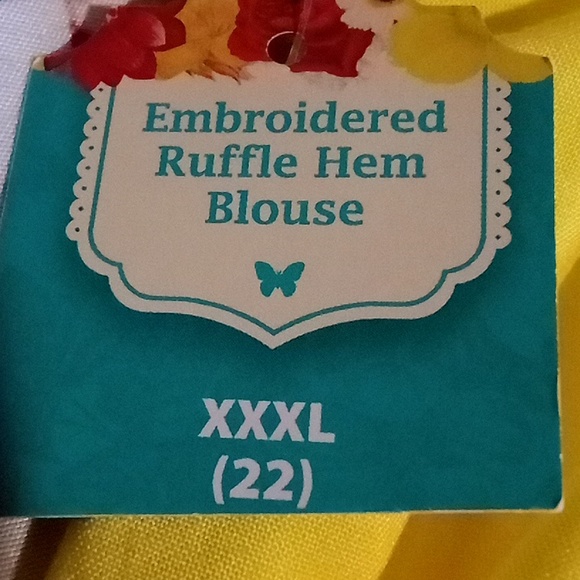 Embroidered
Ruffle Hem
Blouse
XXXL
(22)